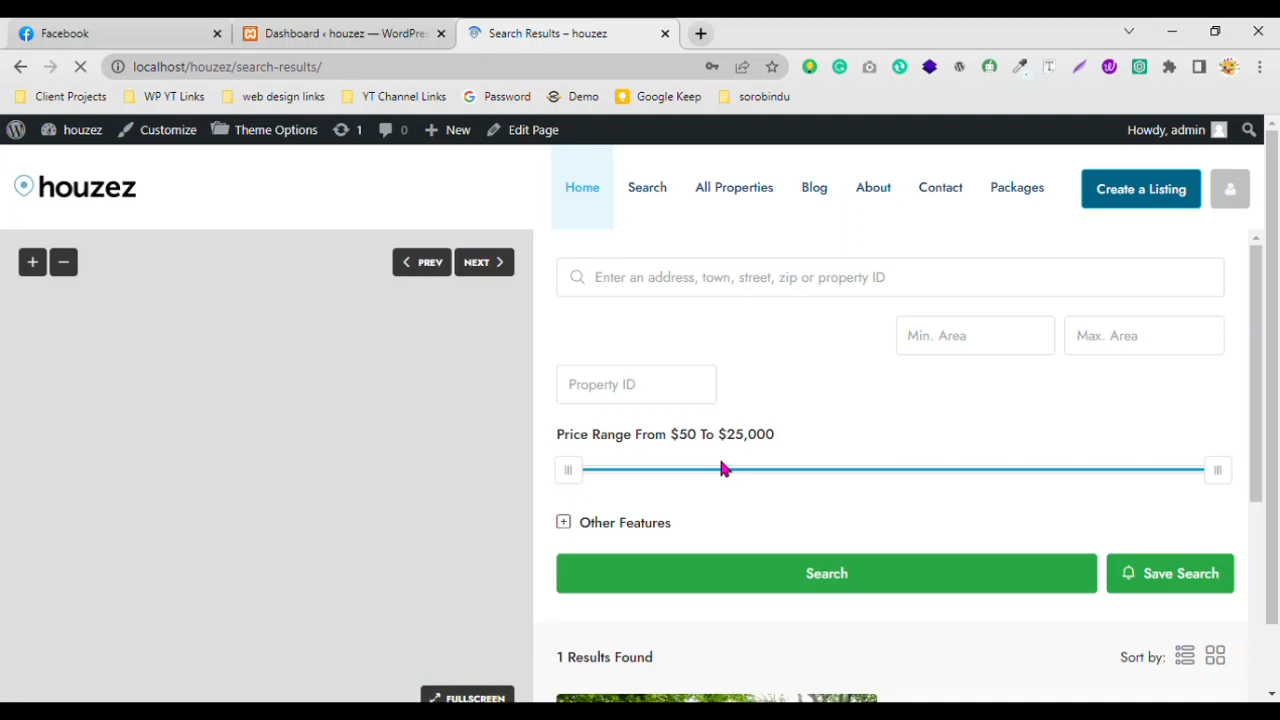 Facebook
Dashboard ‹ houzez — WordPre
Search Results – houzez
localhost/houzez/search-results/
Client Projects
WP YT Links
web design links
YT Channel Links
Password
Demo
Google Keep
sorobindu
houzez
Customize
Theme Options
1
0
New
Edit Page
Howdy, admin
houzez
Home
Search
All Properties
Blog
About
Contact
Packages
Create a Listing
+
−
PREV
NEXT
Enter an address, town, street, zip or property ID
Min. Area
Max. Area
Property ID
Price Range From $50 To $25,000
Other Features
Search
Save Search
1 Results Found
Sort by:
FULLSCREEN